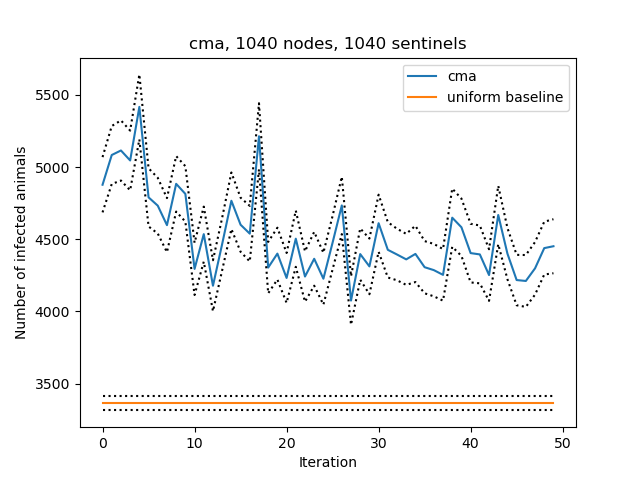 cma, 1040 nodes, 1040 sentinels
cma
uniform baseline
5500
5000
4500
4000
3500
Number of infected animals
0 10 20 30 40 50
Iteration